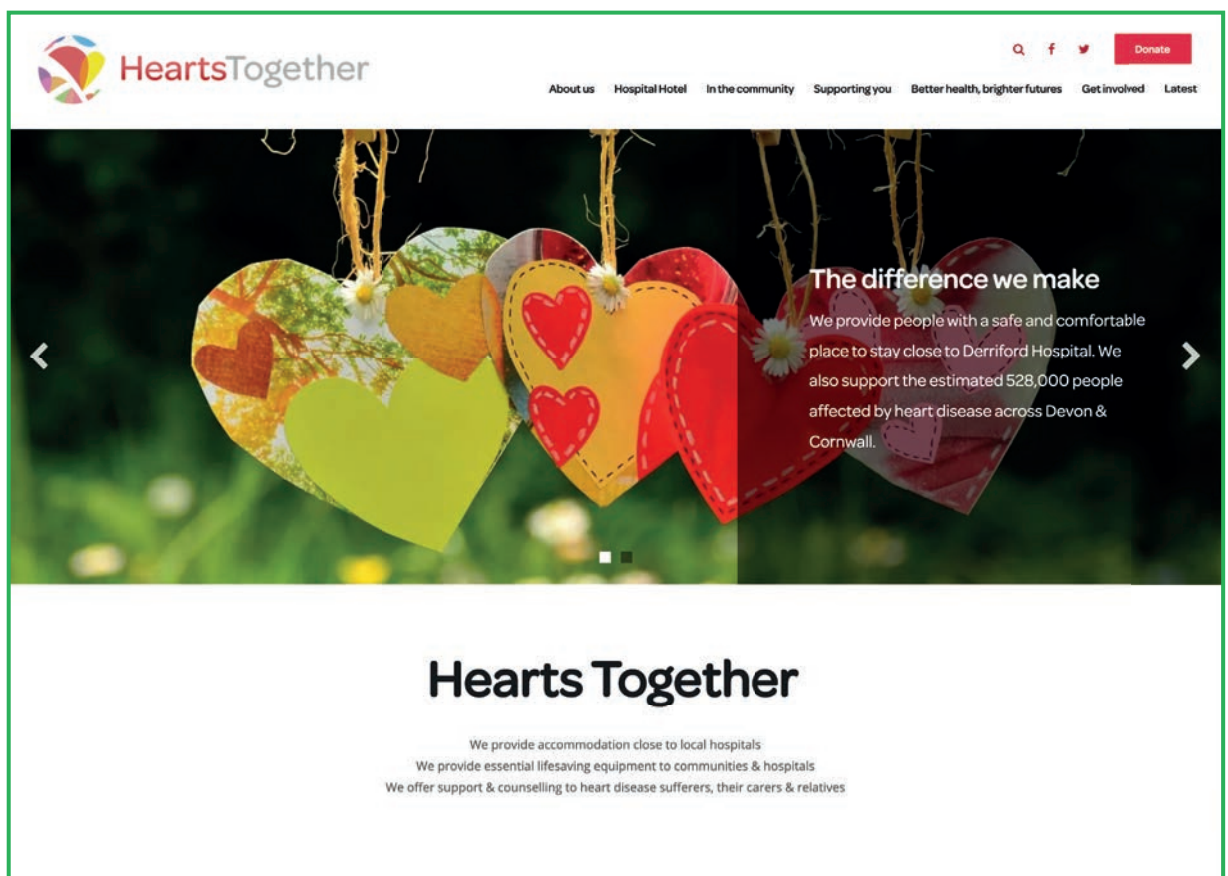 HeartsTogether
Donate
About us Hospital Hotel In the community Supporting you Better health, brighter futures Get involved Latest
The difference we make
We provide people with a safe and comfortable
place to stay close to Derriford Hospital. We
also support the estimated 528,000 people
affected by heart disease across Devon &
Cornwall.
Hearts Together
We provide accommodation close to local hospitals
We provide essential lifesaving equipment to communities & hospitals
We offer support & counselling to heart disease sufferers, their carers & relatives